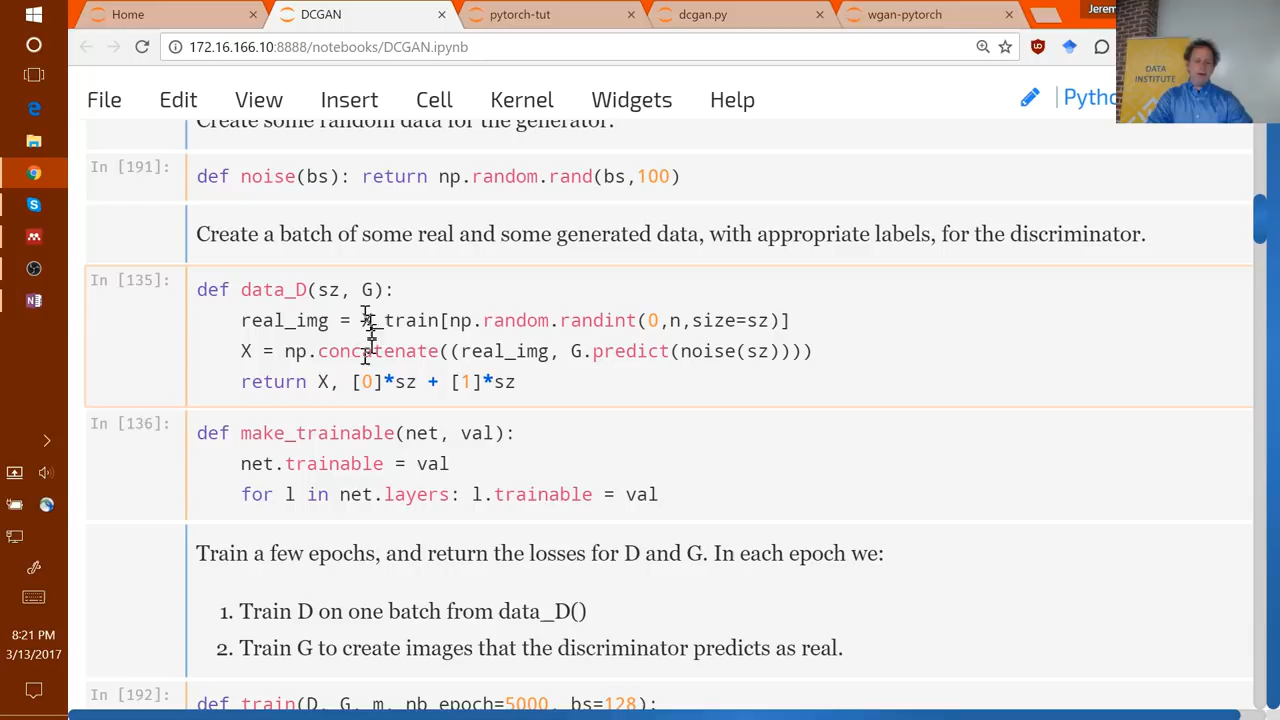 Home
DCGAN
pytorch-tut
dcgan.py
wgan-pytorch
Jerem
172.16.166.10:8888/notebooks/DCGAN.ipynb
File Edit View Insert Cell Kernel Widgets Help
Pytho
DATA
INSTITUTE
Create some random data for the generator.
In [191]:
def noise(bs): return np.random.rand(bs,100)
Create a batch of some real and some generated data, with appropriate labels, for the discriminator.
In [135]:
def data_D(sz, G):
real_img = X_train[np.random.randint(0,n,size=sz)]
X = np.concatenate((real_img, G.predict(noise(sz))))
return X, [0]*sz + [1]*sz
In [136]:
def make_trainable(net, val):
net.trainable = val
for l in net.layers: l.trainable = val
Train a few epochs, and return the losses for D and G. In each epoch we:
1. Train D on one batch from data_D()
2. Train G to create images that the discriminator predicts as real.
In [192]:
def train(D, G, m, nb_epoch=5000, bs=128):
8:21 PM
3/13/2017